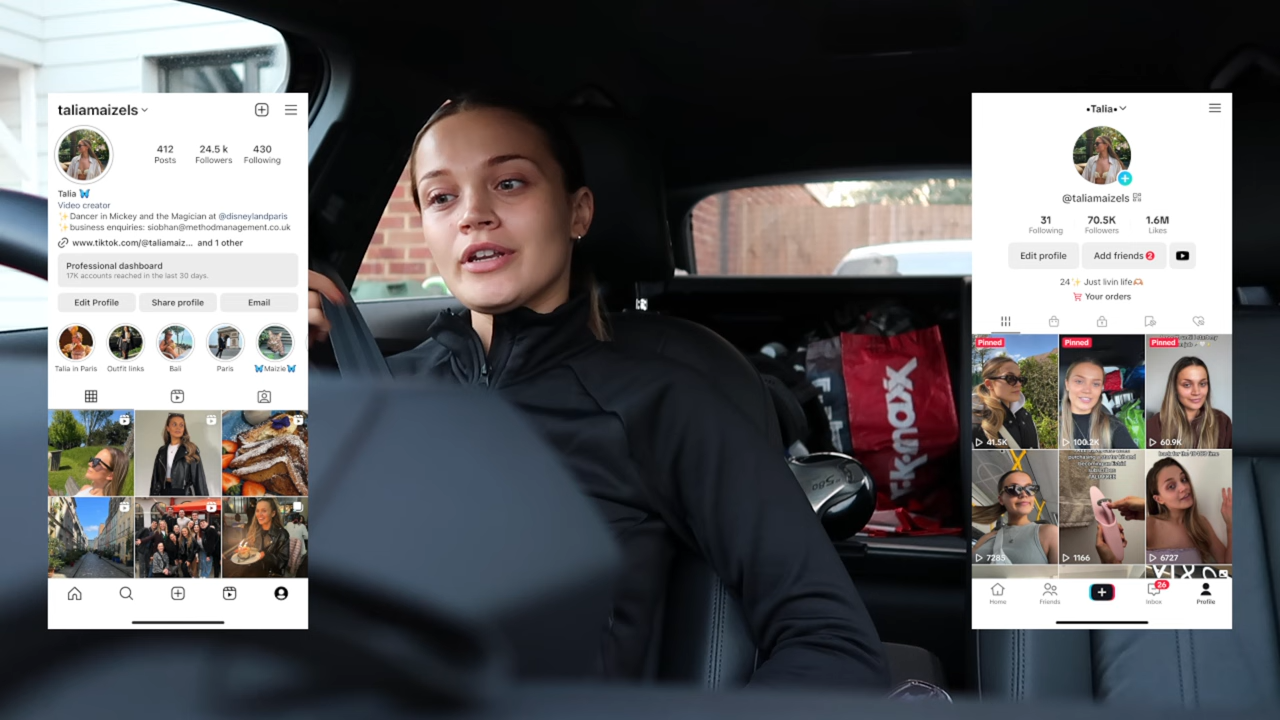 taliamaizels
412
24.5 k
430
Posts
Followers
Following
Talia 🦋
Video creator
✨Dancer in Mickey and the Magician at @disneylandparis
✨business enquiries: siobhan@methodmanagement.co.uk
www.tiktok.com/@taliamaiz... and 1 other
Professional dashboard
17K accounts reached in the last 30 days.
Edit Profile
Share profile
Email
Talia in Paris
Outfit links
Bali
Paris
🦋Maizie🦋
•Talia•
@taliamaizels
31
70.5K
1.6M
Following
Followers
Likes
Edit profile
Add friends 2
24✨ Just livin life🫶🏼
Your orders
Pinned
Pinned
Pinned
41.5K
100.2K
60.9K
7285
1166
6727
Home
Friends
26
Inbox
Profile